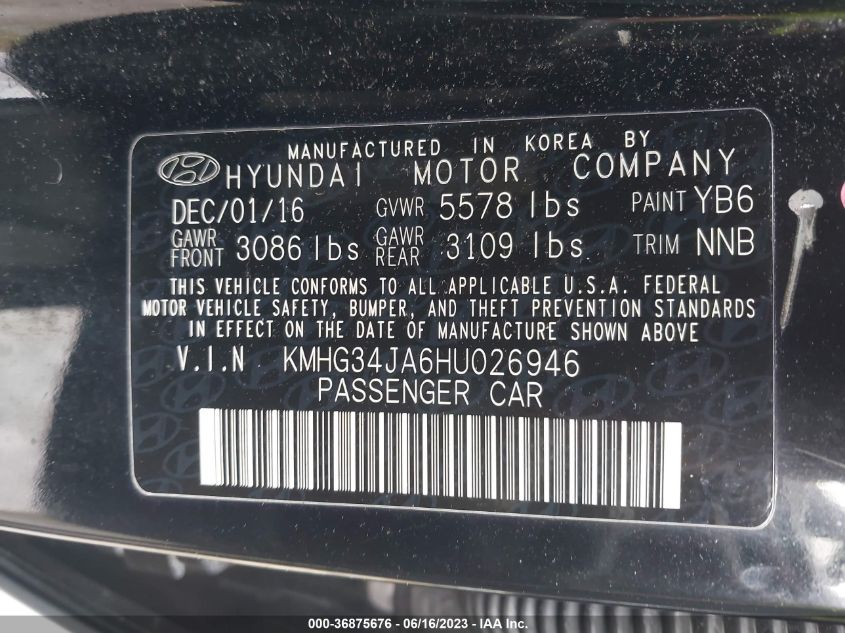 MANUFACTURED IN KOREA BY
HYUNDAI MOTOR COMPANY
DEC/01/16 GVWR 5578 lbs PAINT YB6
GAWR FRONT 3086 lbs GAWR REAR 3109 lbs TRIM NNB
THIS VEHICLE CONFORMS TO ALL APPLICABLE U.S.A. FEDERAL
MOTOR VEHICLE SAFETY, BUMPER, AND THEFT PREVENTION STANDARDS
IN EFFECT ON THE DATE OF MANUFACTURE SHOWN ABOVE
V.I.N KMHG34JA6HU026946
PASSENGER CAR
000-36875676 - 06/16/2023 - IAA Inc.